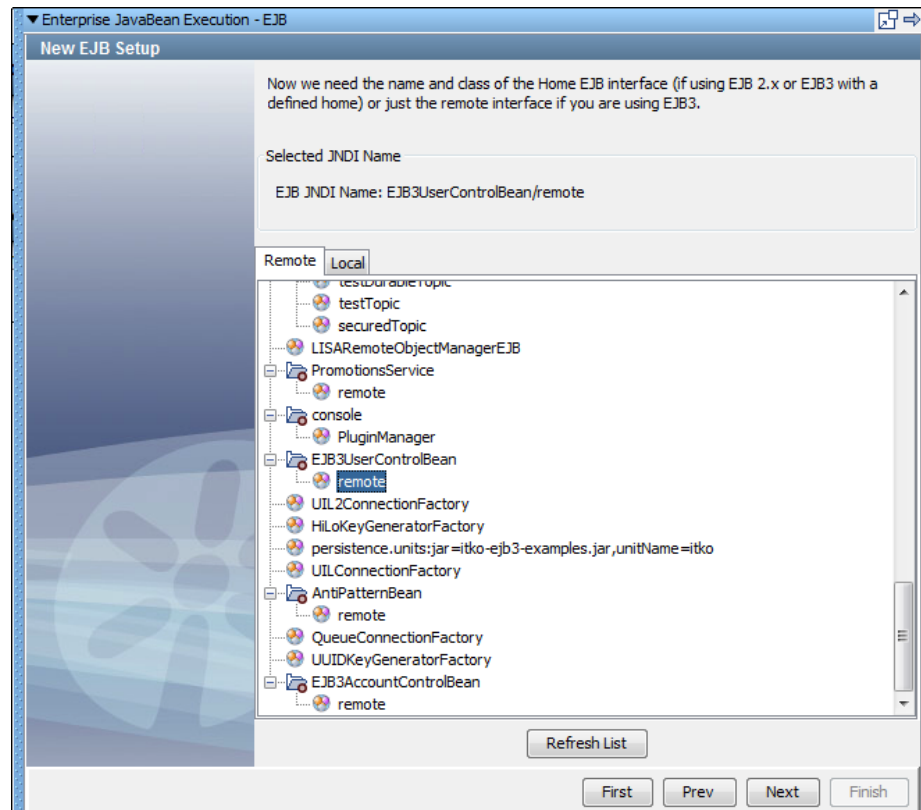 Enterprise JavaBean Execution - EJB
New EJB Setup
Now we need the name and class of the Home EJB interface (if using EJB 2.x or EJB3 with a
defined home) or just the remote interface if you are using EJB3.
Selected JNDI Name
EJB JNDI Name: EJB3UserControlBean/remote
Remote Local
testDurableTopic
testTopic
securedTopic
LISARemoteObjectManagerEJB
PromotionsService
remote
console
PluginManager
EJB3UserControlBean
remote
UIL2ConnectionFactory
HiLoKeyGeneratorFactory
persistence.units:jar=itko-ejb3-examples.jar,unitName=itko
UILConnectionFactory
AntiPatternBean
remote
QueueConnectionFactory
UUIDKeyGeneratorFactory
EJB3AccountControlBean
remote
Refresh List
First Prev Next Finish